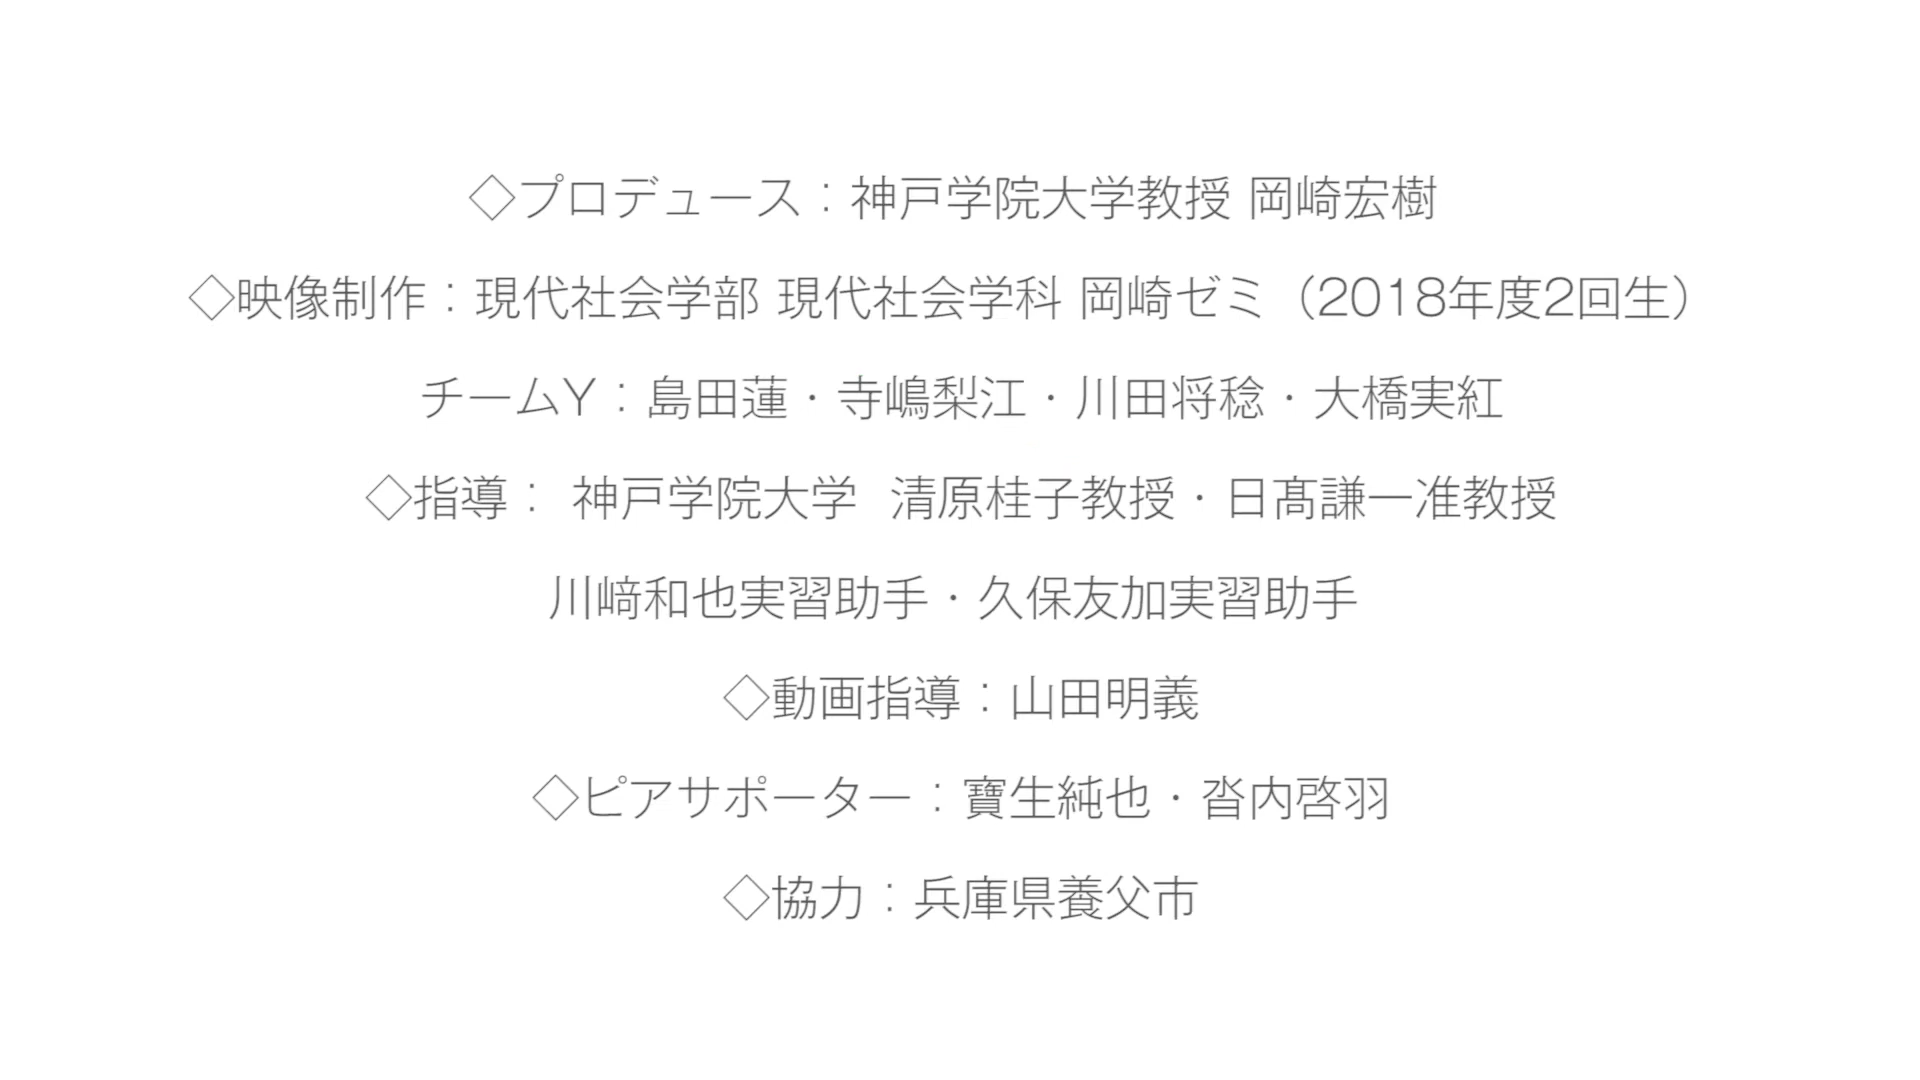 ◇プロデュース：神戸学院大学教授 岡崎宏樹
◇映像制作：現代社会学部 現代社会学科 岡崎ゼミ（2018年度2回生）
チームY：島田蓮・寺嶋梨江・川田将稔・大橋実紅
◇指導： 神戸学院大学 清原桂子教授・日髙謙一准教授
川﨑和也実習助手・久保友加実習助手
◇動画指導：山田明義
◇ピアサポーター：寶生純也・沓内啓羽
◇協力：兵庫県養父市